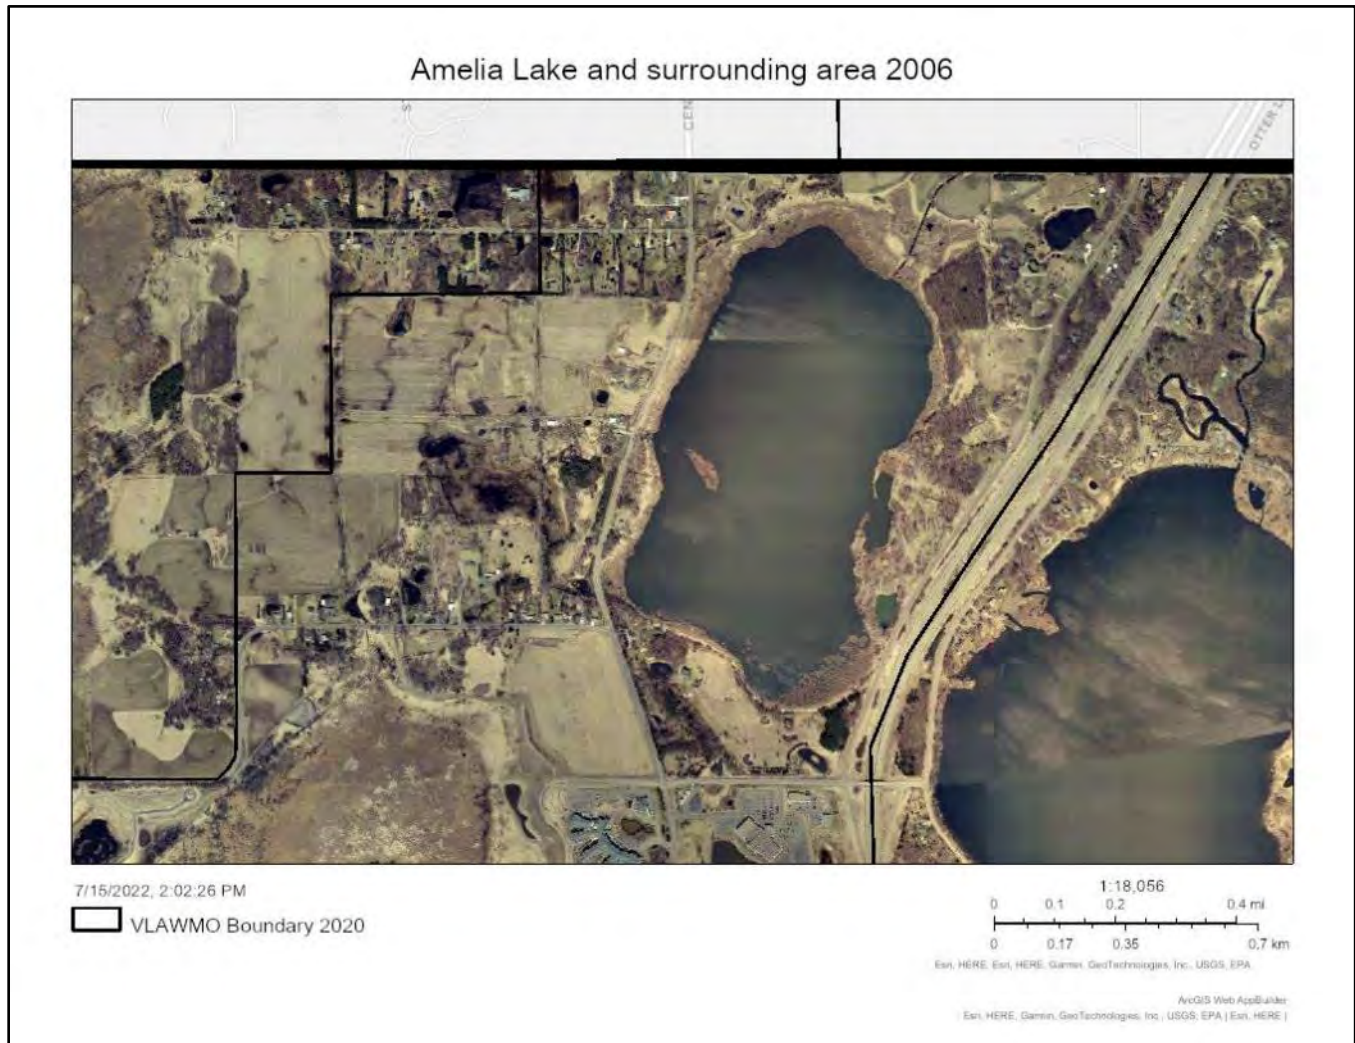 Amelia Lake and surrounding area 2006
CEN
OTTER L
7/15/2022, 2:02:26 PM
VLAWMO Boundary 2020
1:18,056
0 0.1 0.2 0.4 mi
0 0.17 0.35 0.7 km
Esri, HERE, Esri, HERE, Garmin, GeoTechnologies, Inc., USGS, EPA
ArcGIS Web AppBuilder
Esri, HERE, Garmin, GeoTechnologies, Inc., USGS, EPA | Esri, HERE |